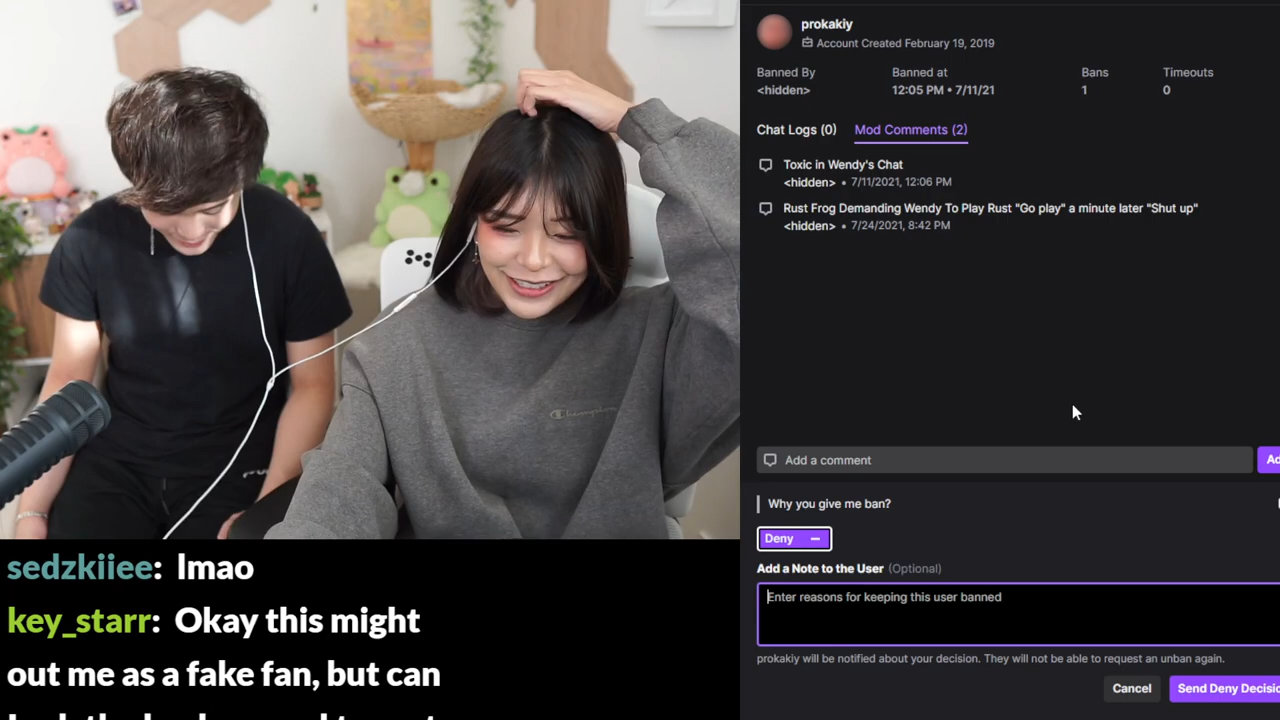 prokakiy
Account Created February 19, 2019
Banned By
Banned at
Bans
Timeouts
<hidden>
12:05 PM • 7/11/21
1
0
Chat Logs (0)
Mod Comments (2)
Toxic in Wendy's Chat
<hidden> • 7/11/2021, 12:06 PM
Rust Frog Demanding Wendy To Play Rust "Go play" a minute later "Shut up"
<hidden> • 7/24/2021, 8:42 PM
Add a comment
Why you give me ban?
Deny
Add a Note to the User (Optional)
Enter reasons for keeping this user banned
prokakiy will be notified about your decision. They will not be able to request an unban again.
Cancel
Send Deny
Champion
sedzkiiee: lmao
key_starr: Okay this might
out me as a fake fan, but can